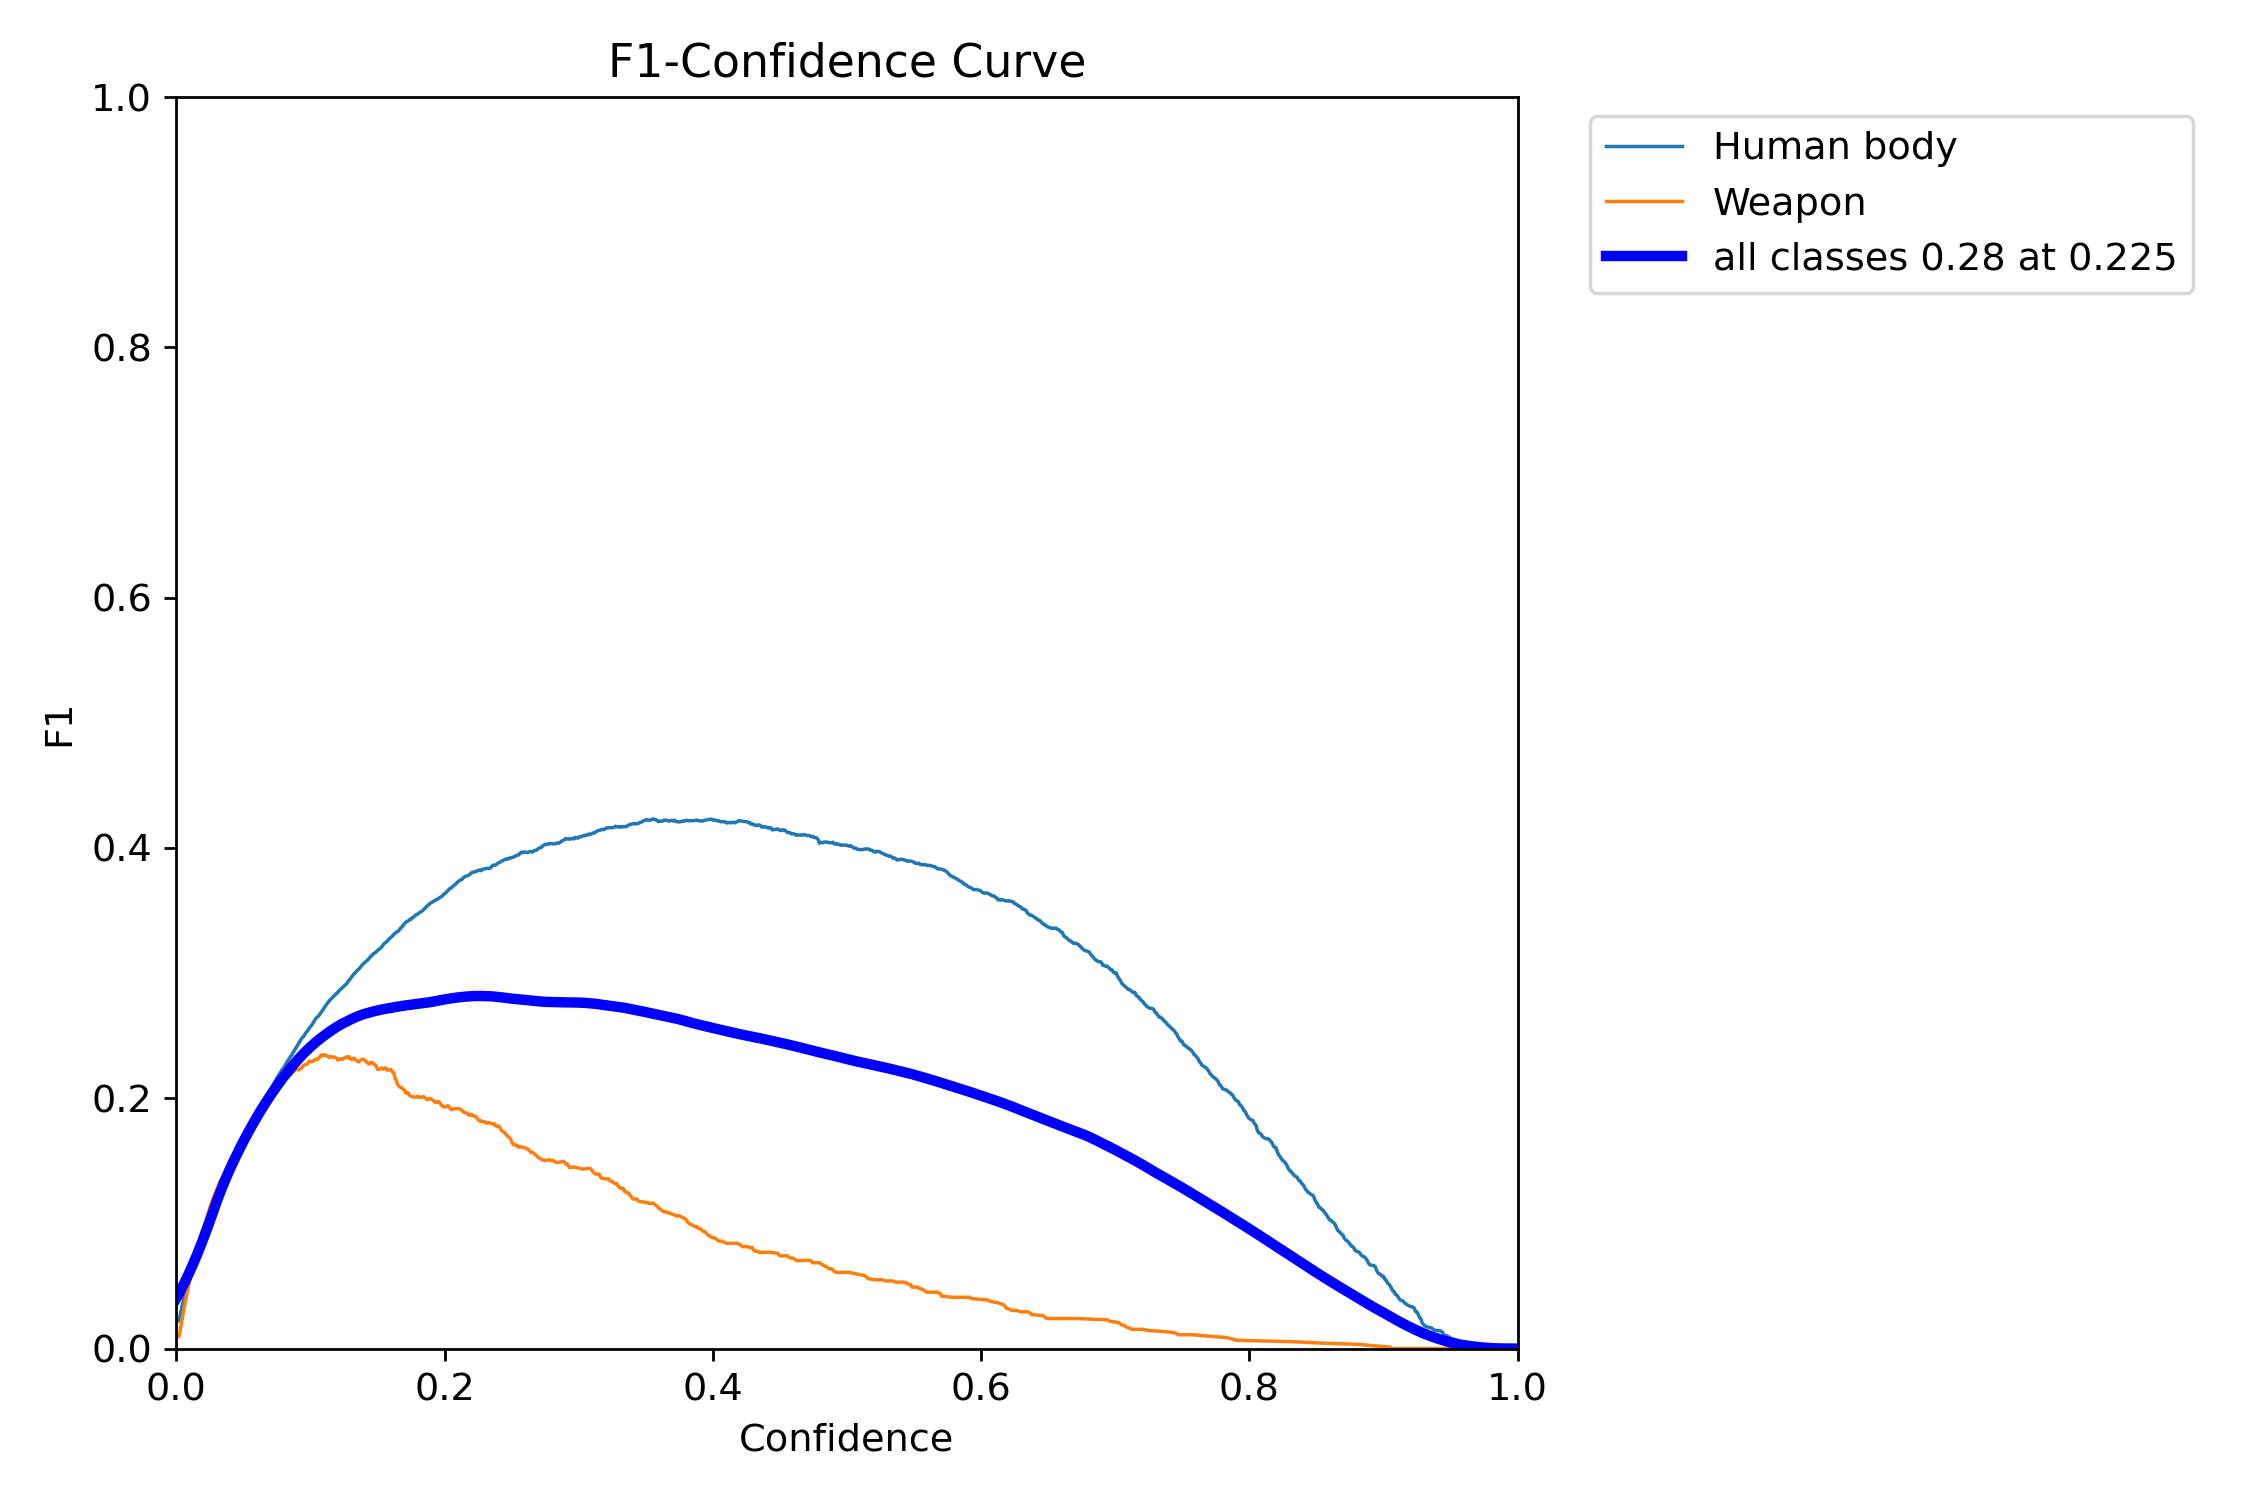 F1-Confidence Curve
1.0
0.8
0.6
0.4
0.2
0.0
F1
0.0 0.2 0.4 0.6 0.8 1.0
Confidence
Human body
Weapon
all classes 0.28 at 0.225